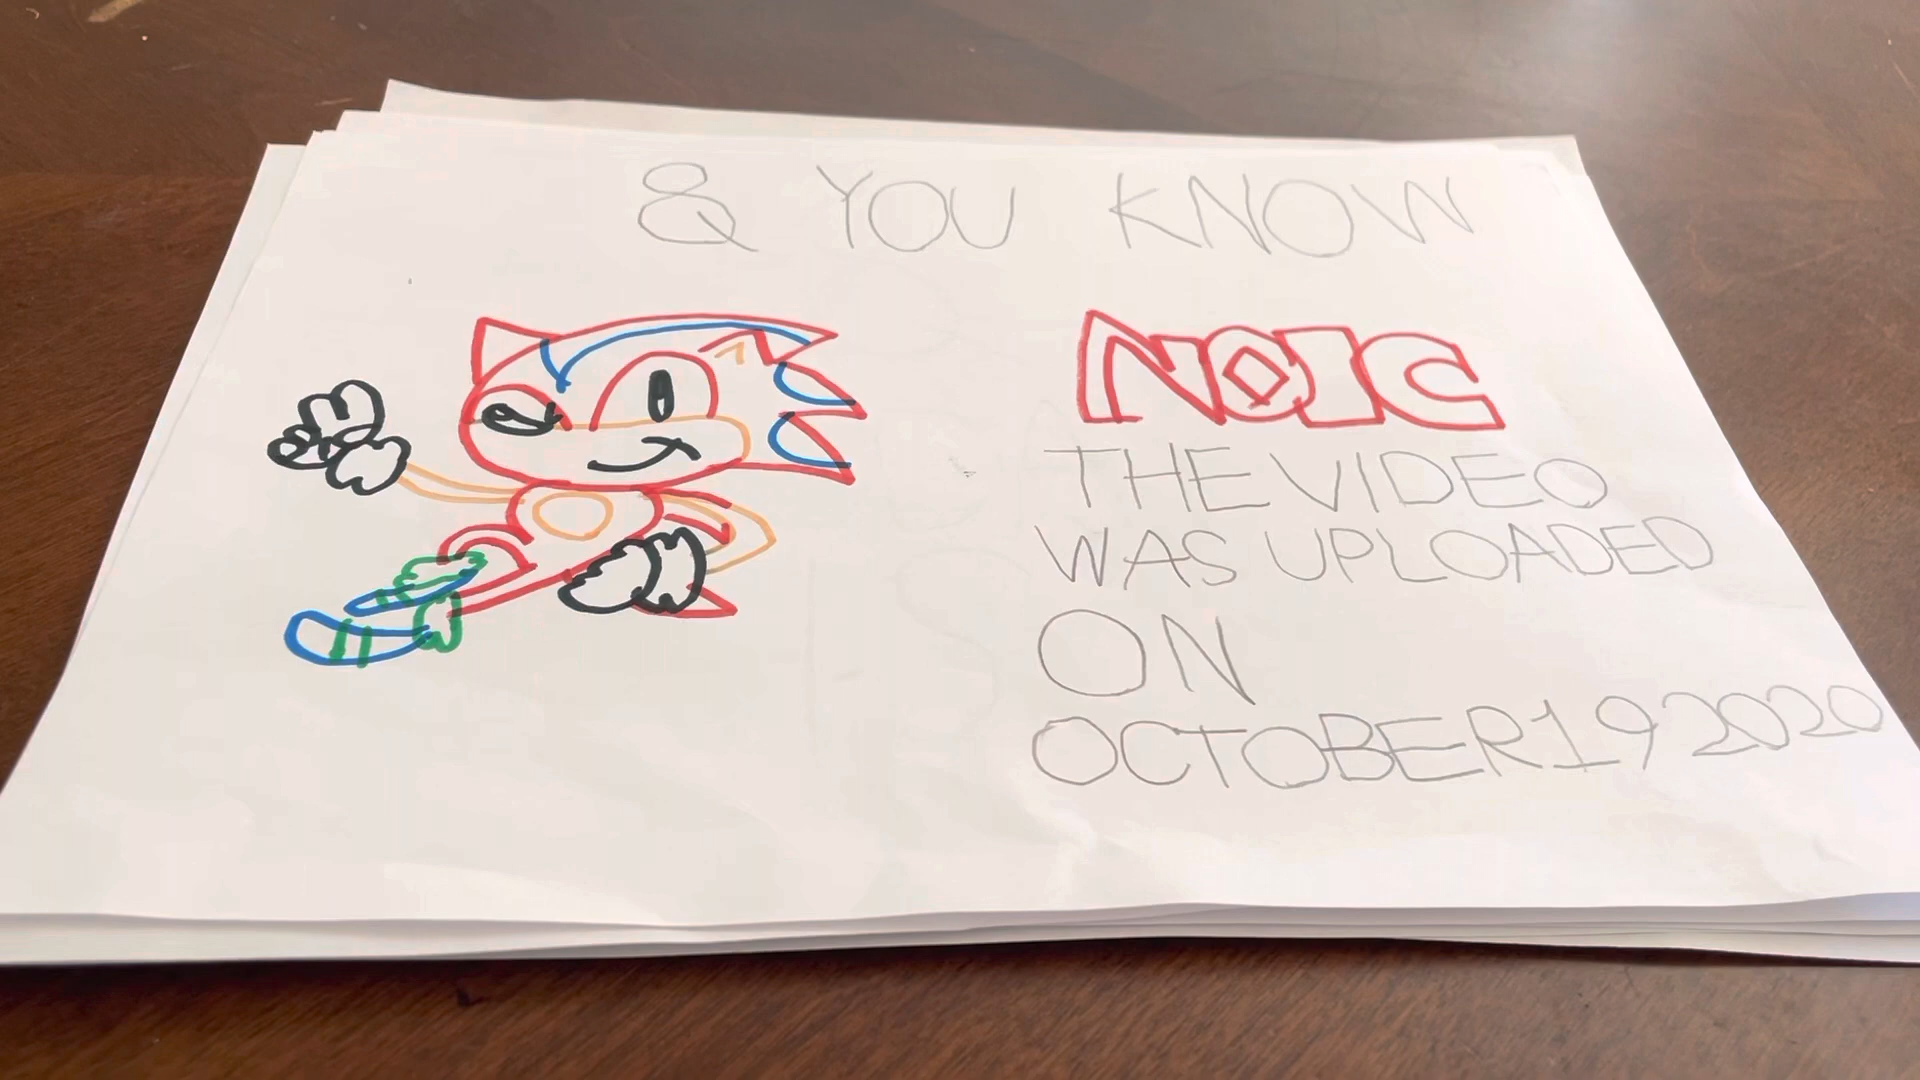 & YOU KNOW
NOIC
THE VIDEO
WAS UPLOADED
ON
OCTOBER 19 2020